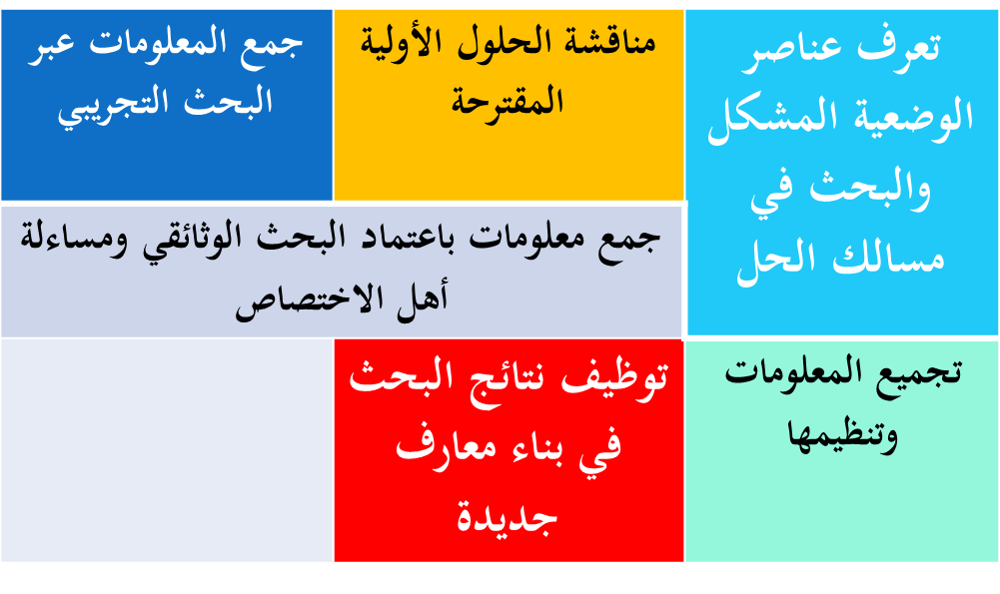 تعرف عناصر
الوضعية المشكل
والبحث في
مسالك الحل
مناقشة الحلول الأولية
المقترحة
جمع المعلومات عبر
البحث التجريبي
جمع معلومات باعتماد البحث الوثائقي ومساءلة
أهل الاختصاص
تجميع المعلومات
وتنظيمها
توظيف نتائج البحث
في بناء معارف
جديدة